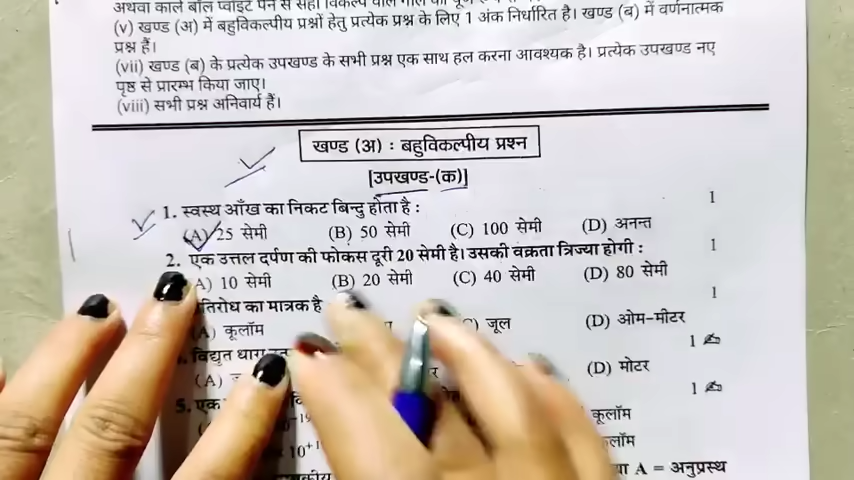 अथवा काले बॉल प्वाइंट पेन से सही विकल्प वाले गोले को
(v) खण्ड (अ) में बहुविकल्पीय प्रश्नों हेतु प्रत्येक प्रश्न के लिए 1 अंक निर्धारित है। खण्ड (ब) में वर्णनात्मक
प्रश्न हैं।
(vii) खण्ड (ब) के प्रत्येक उपखण्ड के सभी प्रश्न एक साथ हल करना आवश्यक है। प्रत्येक उपखण्ड नए
पृष्ठ से प्रारम्भ किया जाए।
(viii) सभी प्रश्न अनिवार्य हैं।
खण्ड (अ) : बहुविकल्पीय प्रश्न
[उपखण्ड-(क)]
1. स्वस्थ आँख का निकट बिन्दु होता है : 1
(A) 25 सेमी (B) 50 सेमी (C) 100 सेमी (D) अनन्त
2. एक उत्तल दर्पण की फोकस दूरी 20 सेमी है। उसकी वक्रता त्रिज्या होगी : 1
A) 10 सेमी (B) 20 सेमी (C) 40 सेमी (D) 80 सेमी
तिरोध का मात्रक है 1
(A) कूलॉम जूल (D) ओम-मीटर
विद्युत धारा 1
(A) (D) मोटर
5. एक 1
कूलॉम
10
लॉम
A = अनुप्रस्थ